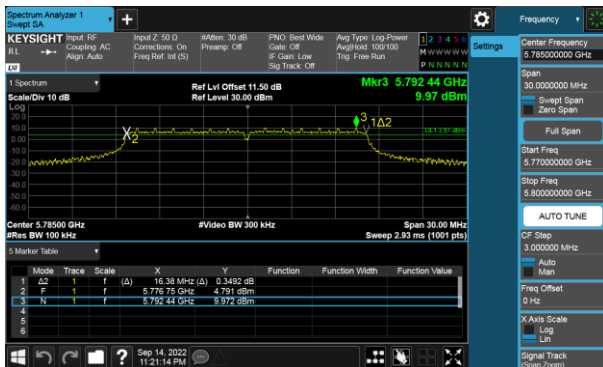 Spectrum Analyzer 1
Swept SA
Frequency
KEYSIGHT
RL
Input: RF
Coupling: AC
Align: Auto
Input Z: 50 Ω
Corrections: On
Freq Ref: Int (S)
#Atten: 30 dB
Preamp: Off
PNO: Best Wide
Gate: Off
IF Gain: Low
Sig Track: Off
Avg Type: Log-Power
Avg|Hold: 100/100
Trig: Free Run
1 2 3 4 5 6
M W W W W W
P N N N N N
LXI
Settings
1 Spectrum
Scale/Div 10 dB
Log
Ref Lvl Offset 11.50 dB
Ref Level 30.00 dBm
Mkr3 5.792 44 GHz
9.97 dBm
20.0
10.0
0.00
-10.0
-20.0
-30.0
-40.0
-50.0
2
3
1Δ2
Center 5.78500 GHz
#Res BW 100 kHz
#Video BW 300 kHz
Span 30.00 MHz
Sweep 2.93 ms (1001 pts)
5 Marker Table
Mode Trace Scale X Y Function Function Width Function Value
1 Δ2 1 f (Δ) 16.38 MHz (Δ) 0.3492 dB
2 F 1 f 5.776 75 GHz 4.791 dBm
3 N 1 f 5.792 44 GHz 9.972 dBm
4
5
6
?
Sep 14, 2022
11:21:14 PM
Center Frequency
5.785000000 GHz
Span
30.0000000 MHz
Swept Span
Zero Span
Full Span
Start Freq
5.770000000 GHz
Stop Freq
5.800000000 GHz
AUTO TUNE
CF Step
3.000000 MHz
Auto
Man
Freq Offset
0 Hz
X Axis Scale
Log
Lin
Signal Track
(Span Zoom)